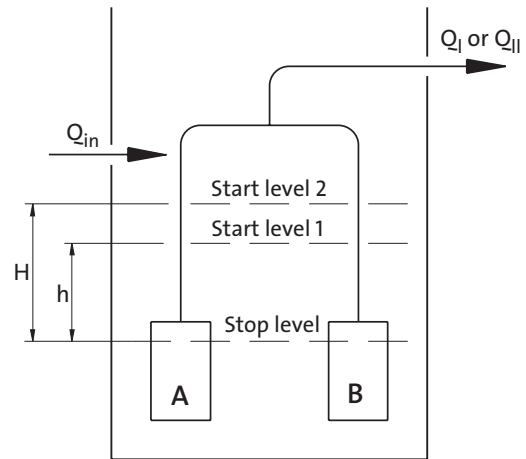 Q_I or Q_II
Q_in
Start level 2
Start level 1
H
h
Stop level
A
B